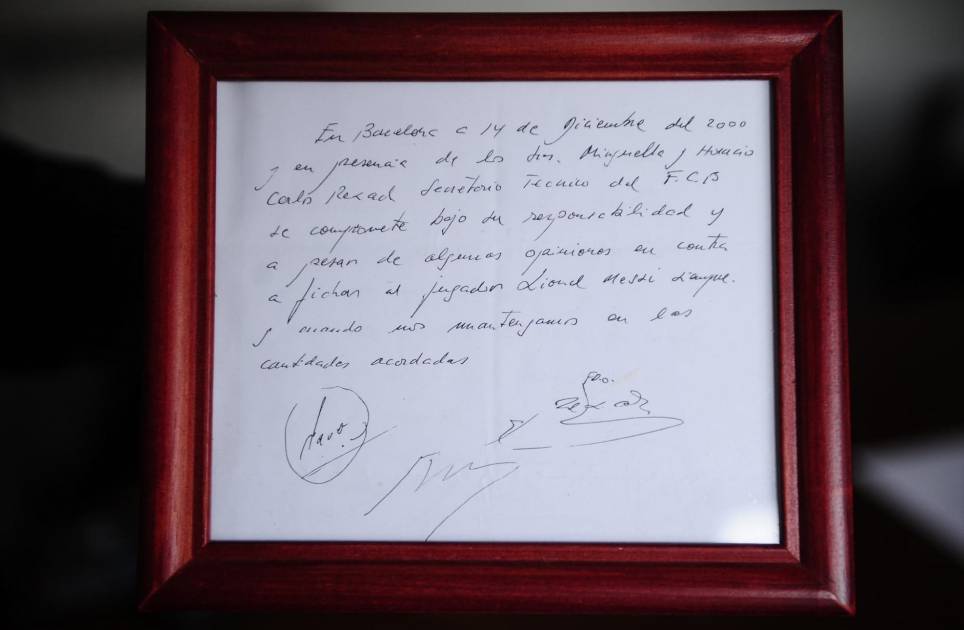 En Barcelona a 14 de Diciembre del 2000
y en presencia de los Sres. Minguella y Horacio
Carlos Rexach Secretario Tecnico del F.C.B
se compromete bajo su responsabilidad y
a pesar de algunas opiniones en contra
a fichar al jugador Lionel Messi siempre
y cuando nos mantengamos en las
cantidades acordadas